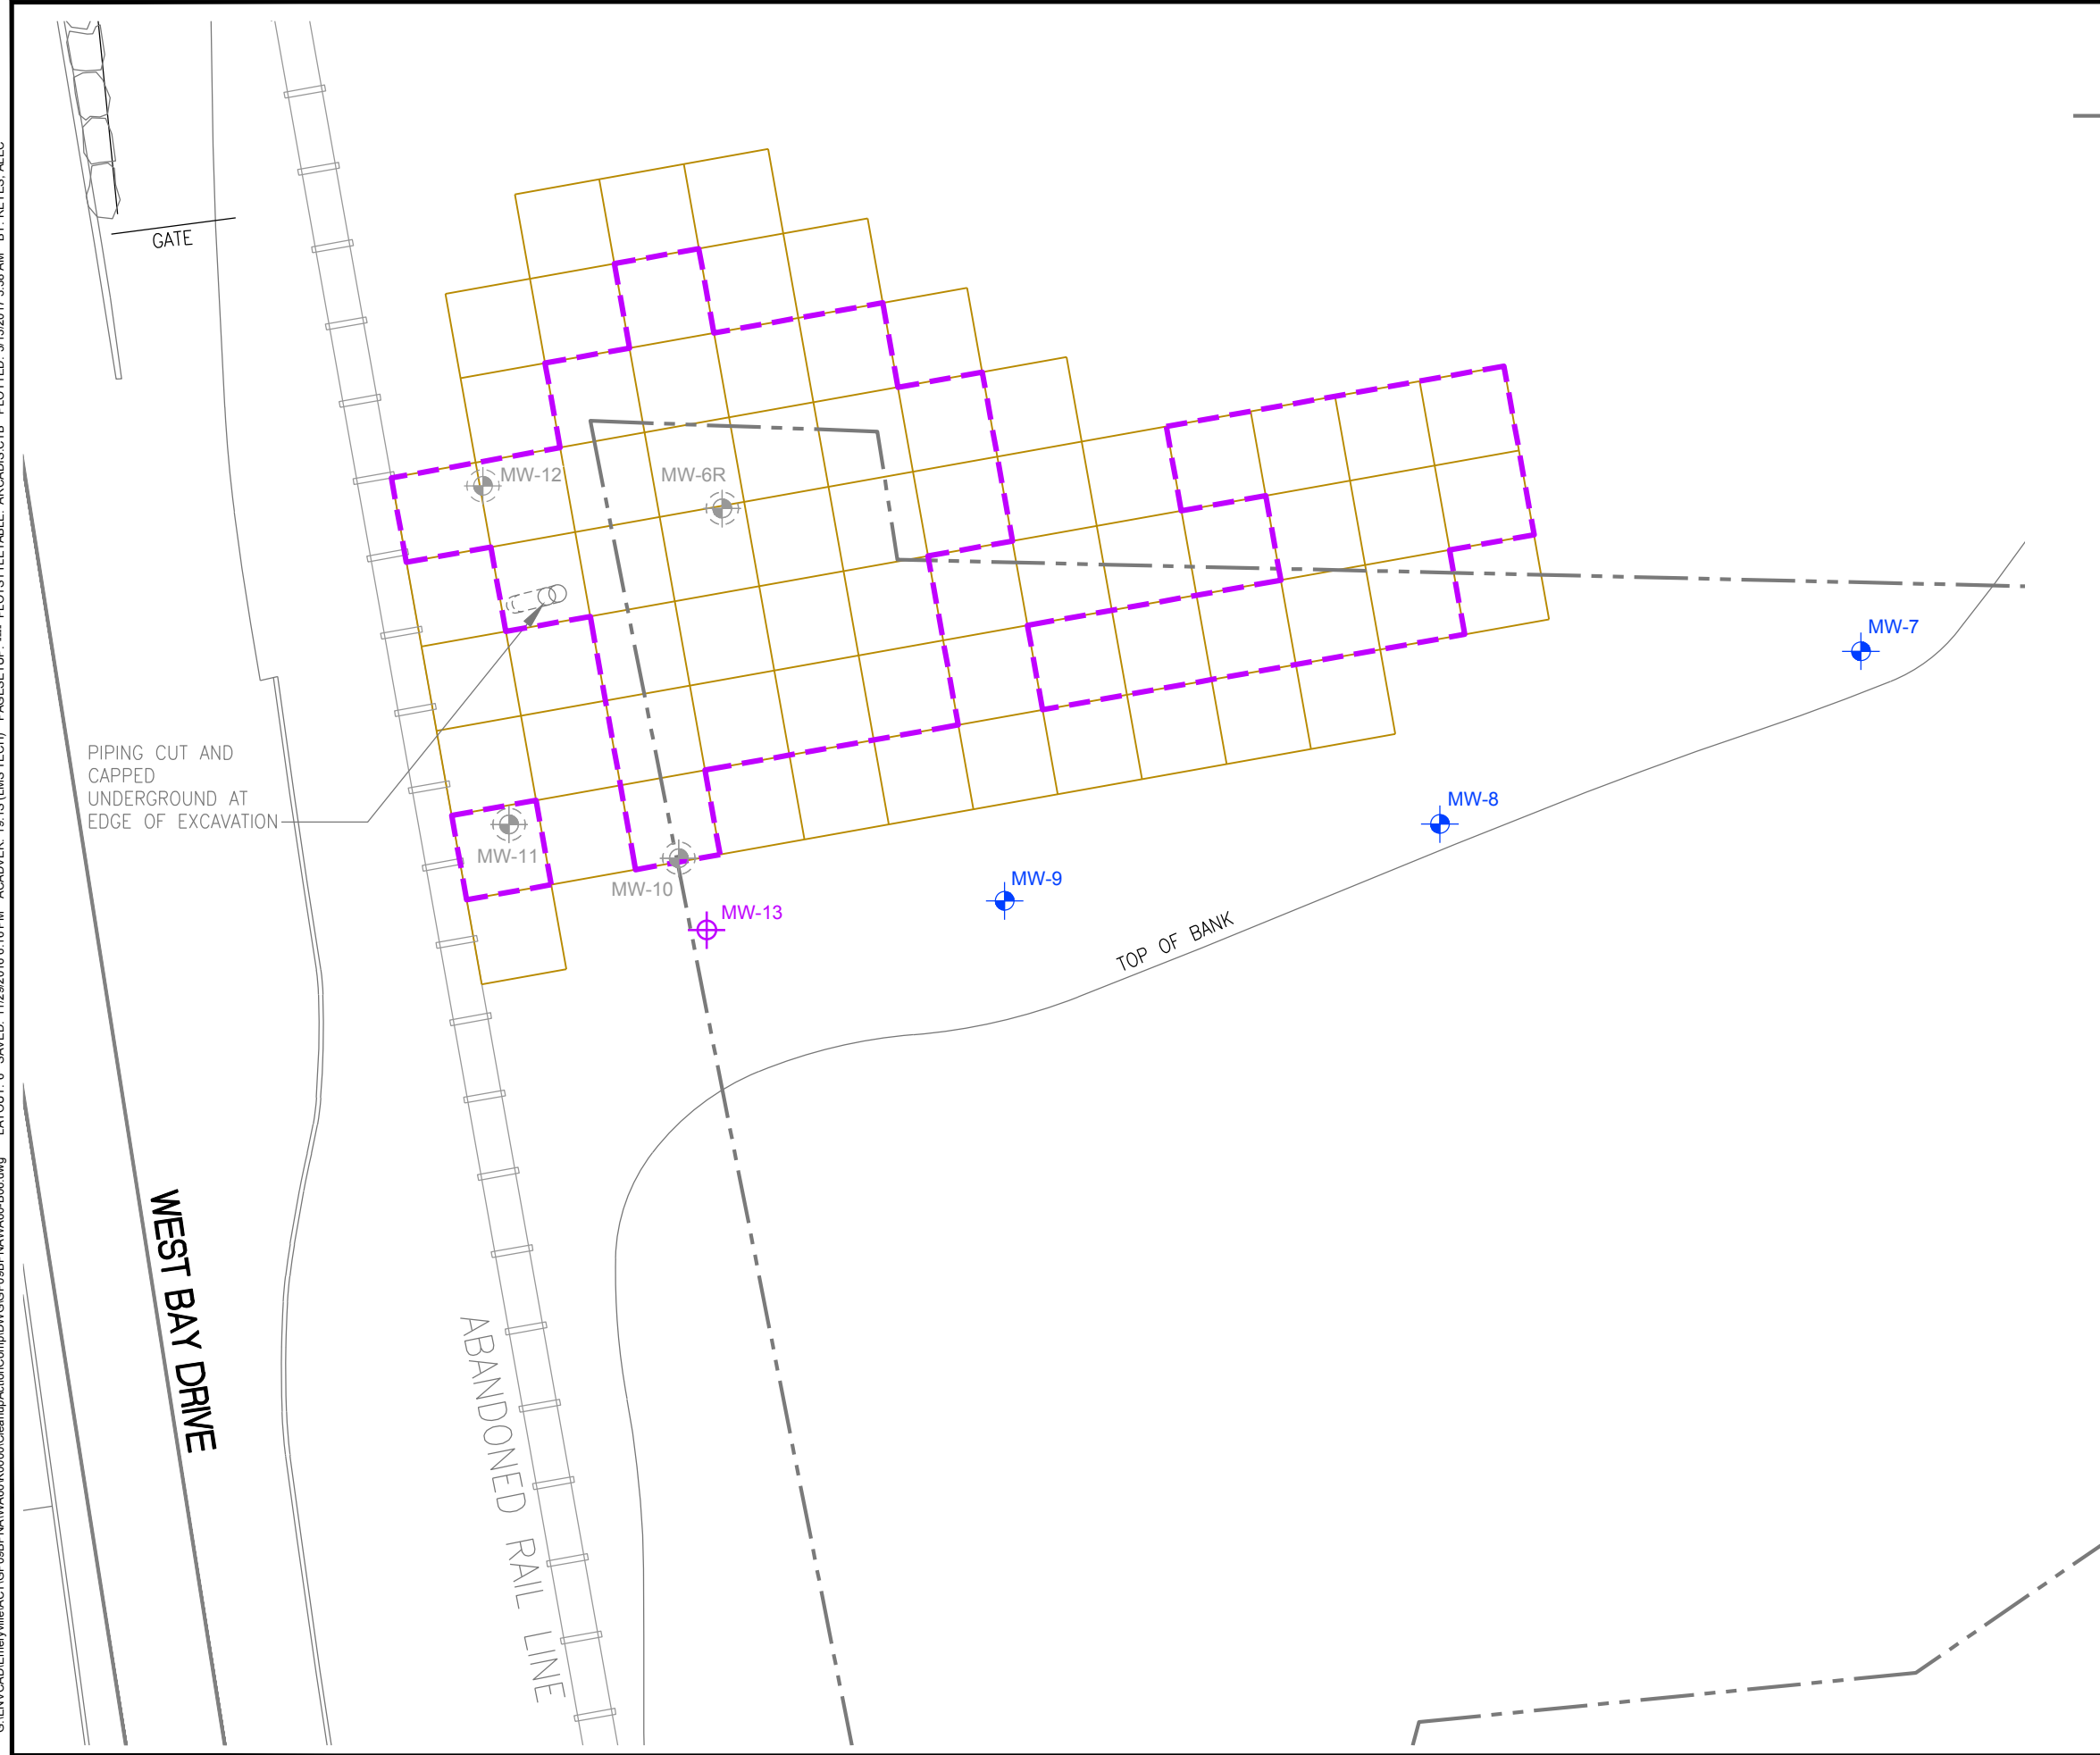 GATE
MW-12
MW-6R
MW-7
PIPING CUT AND
CAPPED
UNDERGROUND AT
EDGE OF EXCAVATION
MW-8
MW-11
MW-10
MW-9
MW-13
TOP OF BANK
WEST BAY DRIVE
ABANDONED RAIL LINE